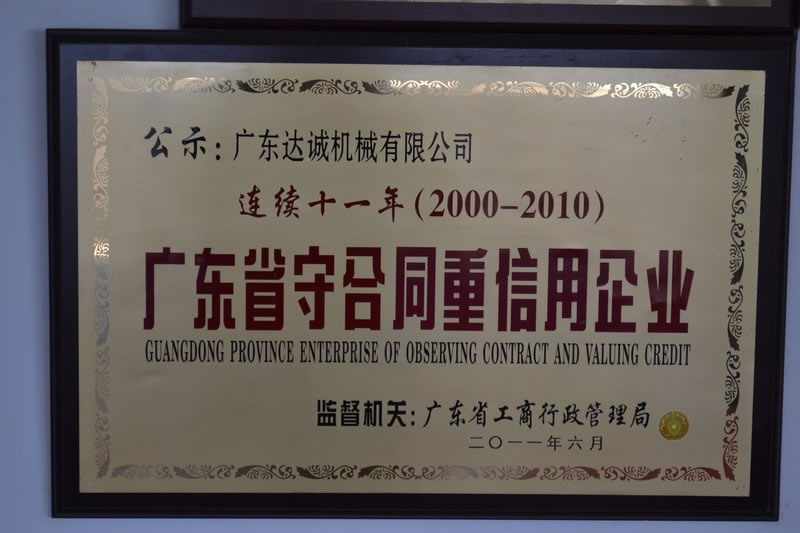 公示：广东达诚机械有限公司
连续十一年（2000-2010）
广东省守合同重信用企业
GUANGDONG PROVINCE ENTERPRISE OF OBSERVING CONTRACT AND VALUING CREDIT
监督机关：广东省工商行政管理局
二〇一一年六月